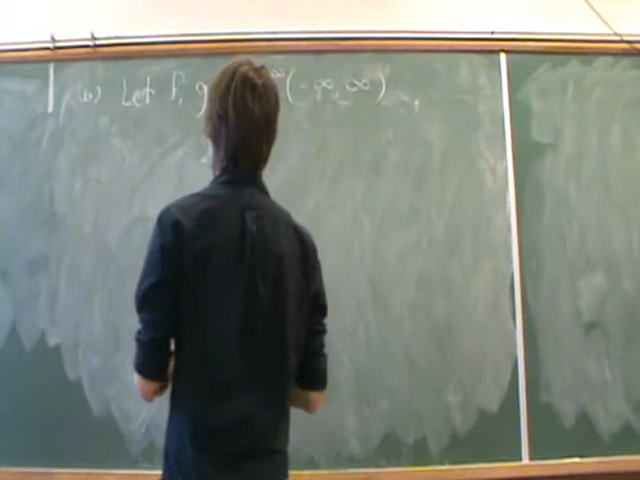 a) Let f, g ∞(-∞, ∞)